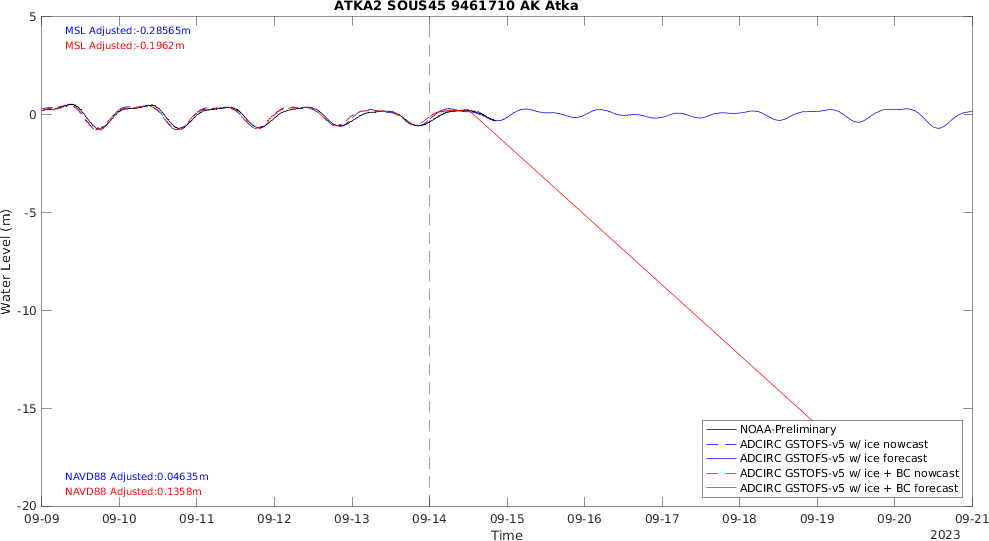 ATKA2 SOUS45 9461710 AK Atka
MSL Adjusted:-0.28565m
MSL Adjusted:-0.1962m
5
0
-5
-10
-15
-20
Water Level (m)
NOAA-Preliminary
ADCIRC GSTOFS-v5 w/ ice nowcast
ADCIRC GSTOFS-v5 w/ ice forecast
ADCIRC GSTOFS-v5 w/ ice + BC nowcast
ADCIRC GSTOFS-v5 w/ ice + BC forecast
NAVD88 Adjusted:0.04635m
NAVD88 Adjusted:0.1358m
09-09 09-10 09-11 09-12 09-13 09-14 09-15 09-16 09-17 09-18 09-19 09-20 09-21
Time
2023